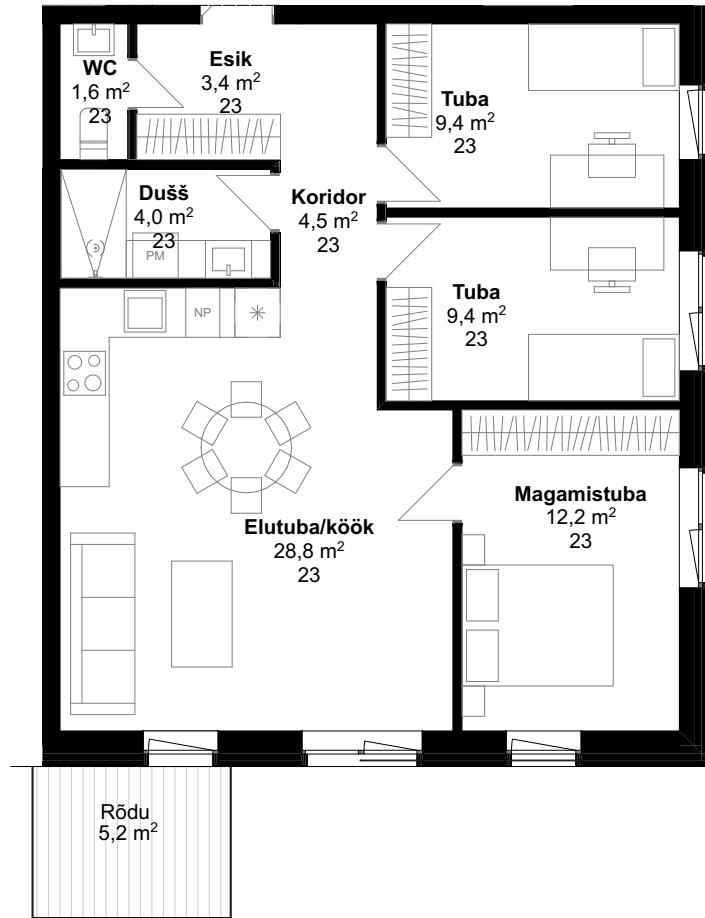 WC
1,6 m²
23
Esik
3,4 m²
23
Tuba
9,4 m²
23
Dušš
4,0 m²
23
PM
Koridor
4,5 m²
23
Tuba
9,4 m²
23
NP
Magamistuba
12,2 m²
23
Elutuba/köök
28,8 m²
23
Rõdu
5,2 m²